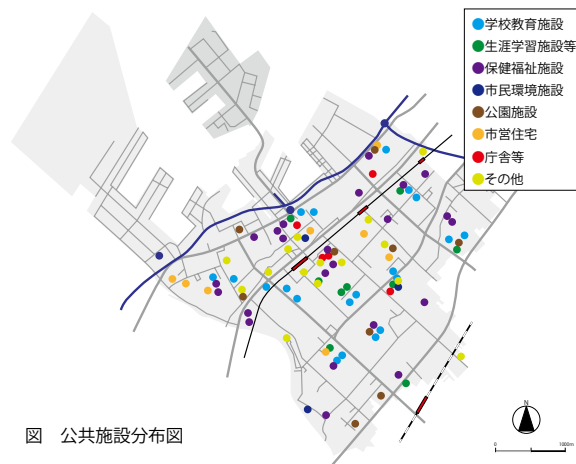 学校教育施設
生涯学習施設等
保健福祉施設
市民環境施設
公園施設
市営住宅
庁舎等
その他
N
0 1000m
図 公共施設分布図